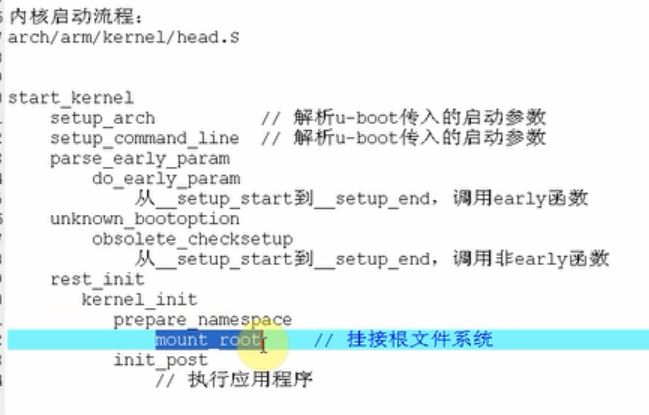 内核启动流程：
arch/arm/kernel/head.S
start_kernel
setup_arch // 解析u-boot传入的启动参数
setup_command_line // 解析u-boot传入的启动参数
parse_early_param
do_early_param
从__setup_start到__setup_end，调用early函数
unknown_bootoption
obsolete_checksetup
从__setup_start到__setup_end，调用非early函数
rest_init
kernel_init
prepare_namespace
mount_root // 挂接根文件系统
init_post
// 执行应用程序